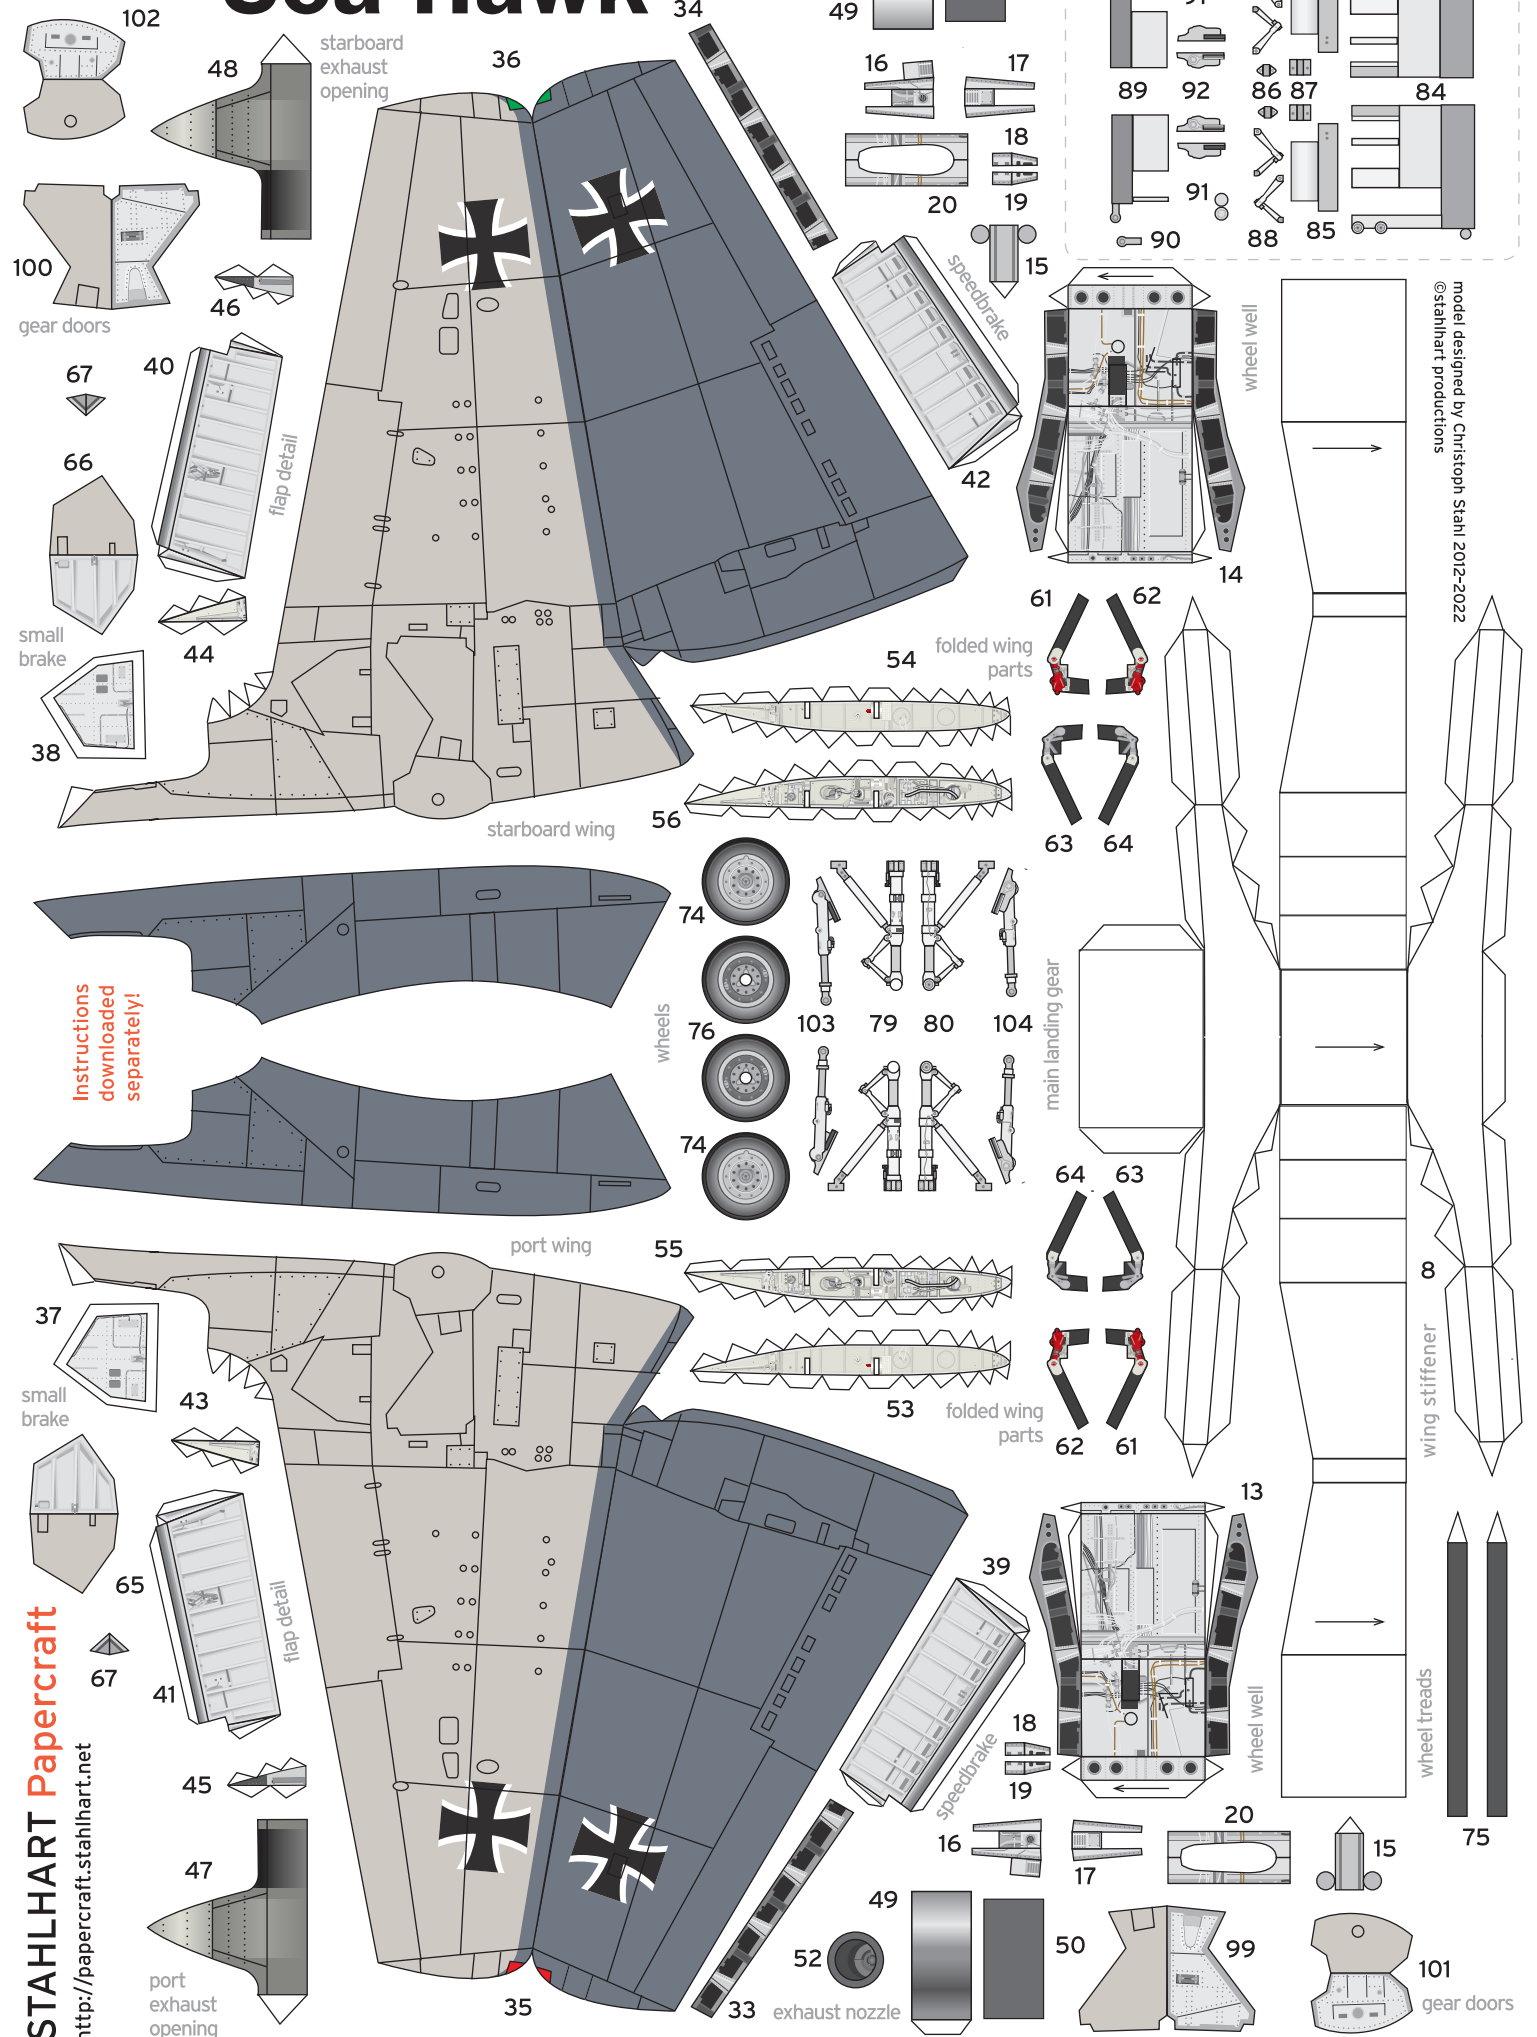 Sea Hawk
102
48
starboard
exhaust
opening
36
34
49
16
17
18
20
19
15
89
92
86
87
84
91
90
88
85
100
gear doors
46
40
67
flap detail
66
small
brake
44
38
speedbrake
42
wheel well
14
model designed by Christoph Stahl 2012-2022
©stahlhart productions
61
62
folded wing
parts
54
56
63
64
starboard wing
74
76
74
wheels
103
79
80
104
main landing gear
Instructions
downloaded
separately!
64
63
port wing
55
8
wing stiffener
37
small
brake
43
53
folded wing
parts
62
61
13
65
flap detail
67
41
39
speedbrake
wheel well
wheel treads
75
18
19
45
47
port
exhaust
opening
35
33
16
17
20
15
49
50
52
exhaust nozzle
99
101
gear doors
STAHLHART Papercraft
http://papercraft.stahlhart.net